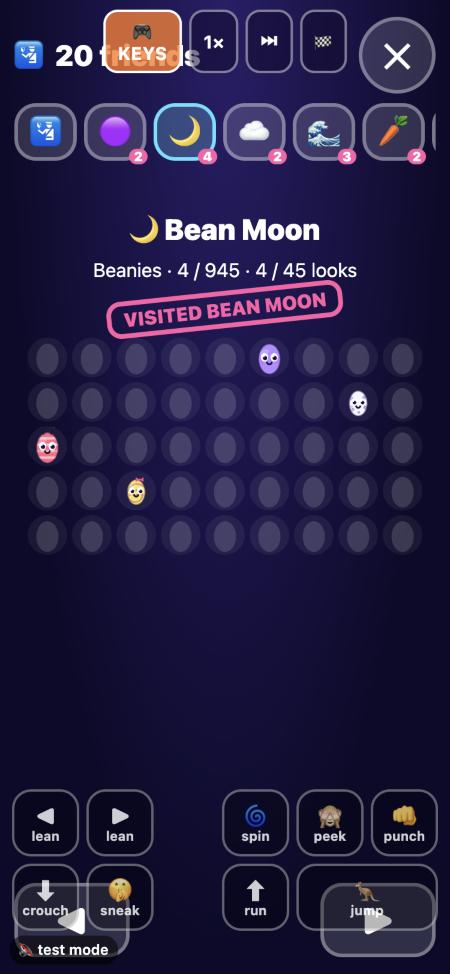 20 friends
KEYS
1×
2
4
2
3
2
Bean Moon
Beanies · 4 / 945 · 4 / 45 looks
VISITED BEAN MOON
lean lean spin peek punch
crouch sneak run jump
test mode